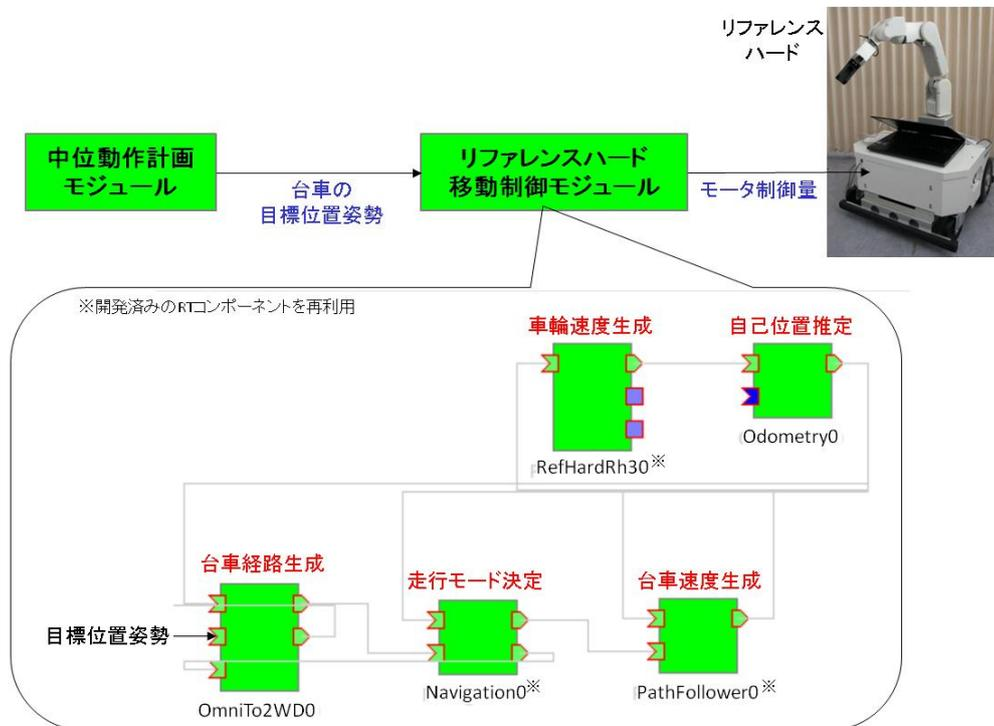 リファレンス
ハード
中位動作計画
モジュール
台車の
目標位置姿勢
リファレンスハード
移動制御モジュール
モータ制御量
※開発済みのRTコンポーネントを再利用
車輪速度生成
自己位置推定
RefHardRh30※
Odometry0
台車経路生成
走行モード決定
台車速度生成
目標位置姿勢
OmniTo2WD0
Navigation0※
PathFollower0※